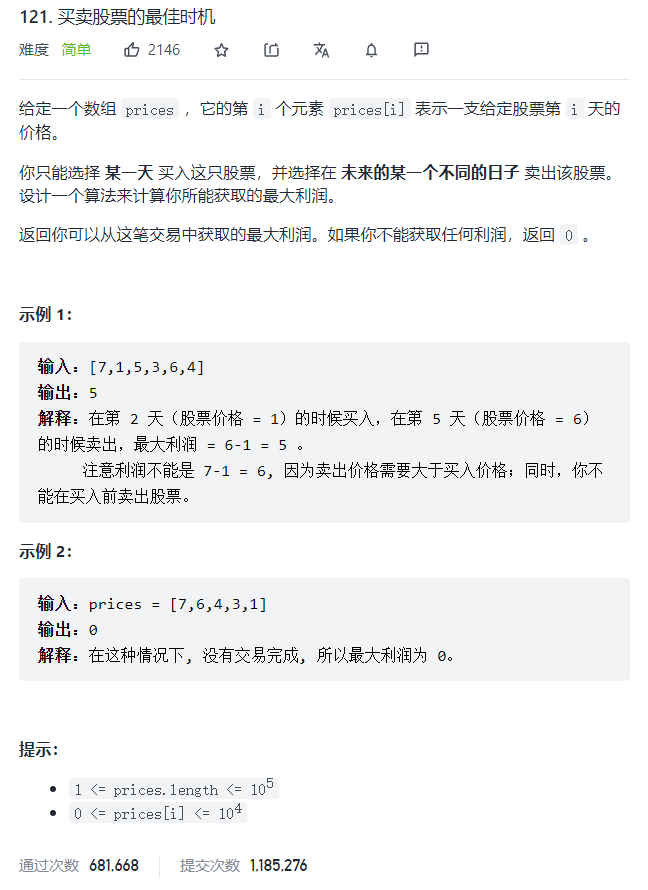 121. 买卖股票的最佳时机
难度 简单 2146
给定一个数组 prices ，它的第 i 个元素 prices[i] 表示一支给定股票第 i 天的
价格。
你只能选择 某一天 买入这只股票，并选择在 未来的某一个不同的日子 卖出该股票。
设计一个算法来计算你所能获取的最大利润。
返回你可以从这笔交易中获取的最大利润。如果你不能获取任何利润，返回 0 。
示例 1：
输入：[7,1,5,3,6,4]
输出：5
解释：在第 2 天（股票价格 = 1）的时候买入，在第 5 天（股票价格 = 6）
的时候卖出，最大利润 = 6-1 = 5 。
注意利润不能是 7-1 = 6, 因为卖出价格需要大于买入价格；同时，你不
能在买入前卖出股票。
示例 2：
输入：prices = [7,6,4,3,1]
输出：0
解释：在这种情况下, 没有交易完成, 所以最大利润为 0。
提示：
• 1 <= prices.length <= 10⁵
• 0 <= prices[i] <= 10⁴
通过次数 681,668 提交次数 1,185,276